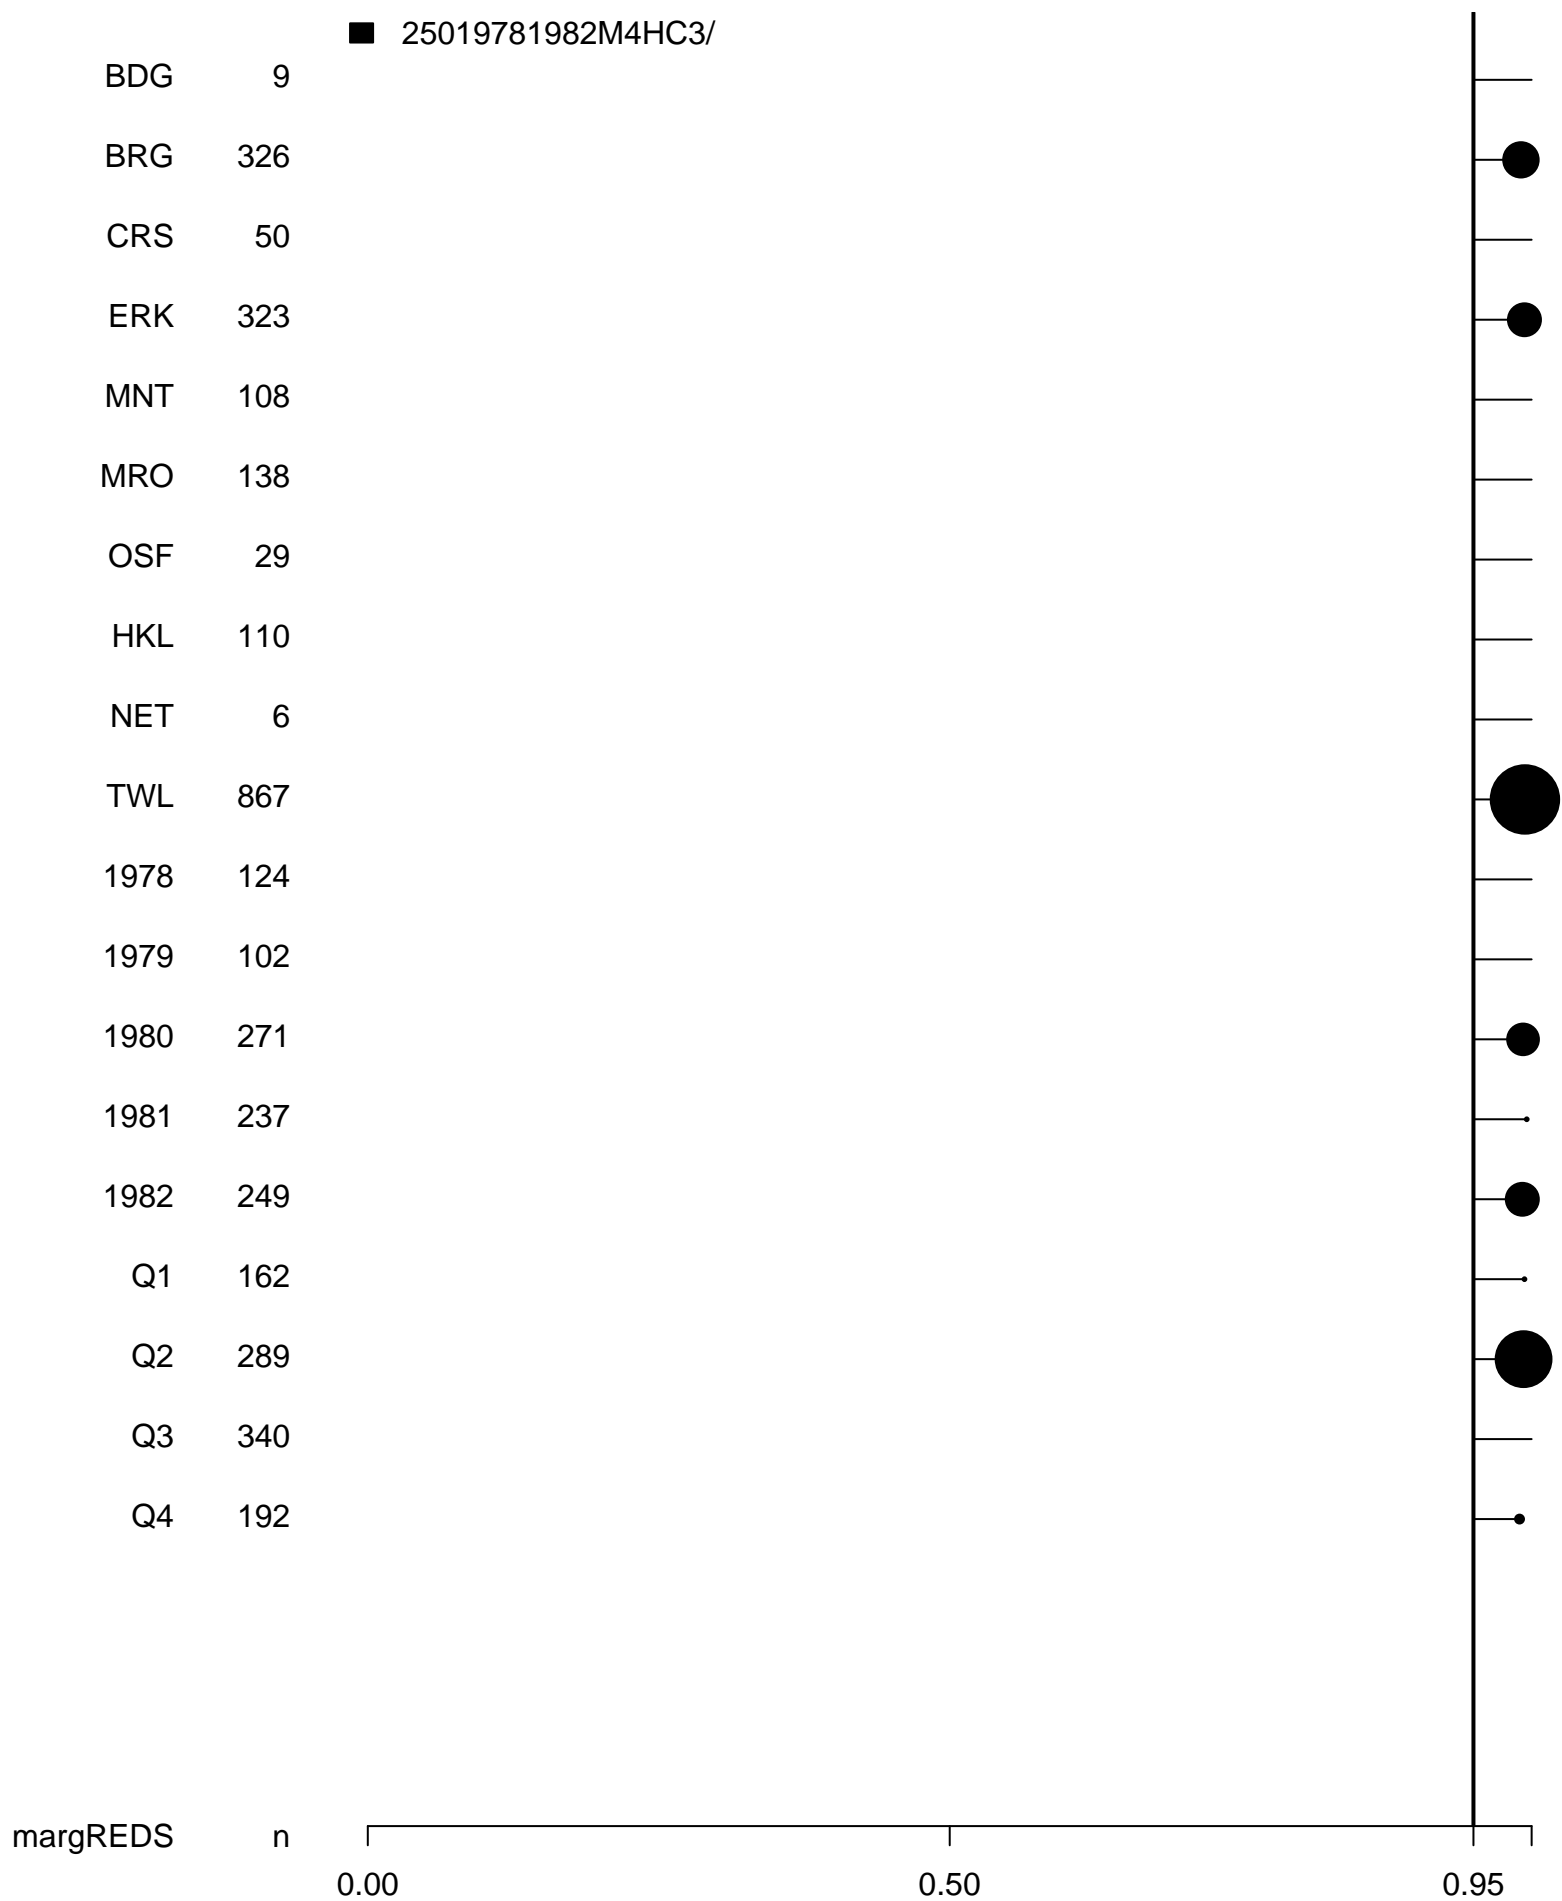 25019781982M4HC3/
BDG 9
BRG 326
CRS 50
ERK 323
MNT 108
MRO 138
OSF 29
HKL 110
NET 6
TWL 867
1978 124
1979 102
1980 271
1981 237
1982 249
Q1 162
Q2 289
Q3 340
Q4 192
margREDS n
0.00 0.50 0.95